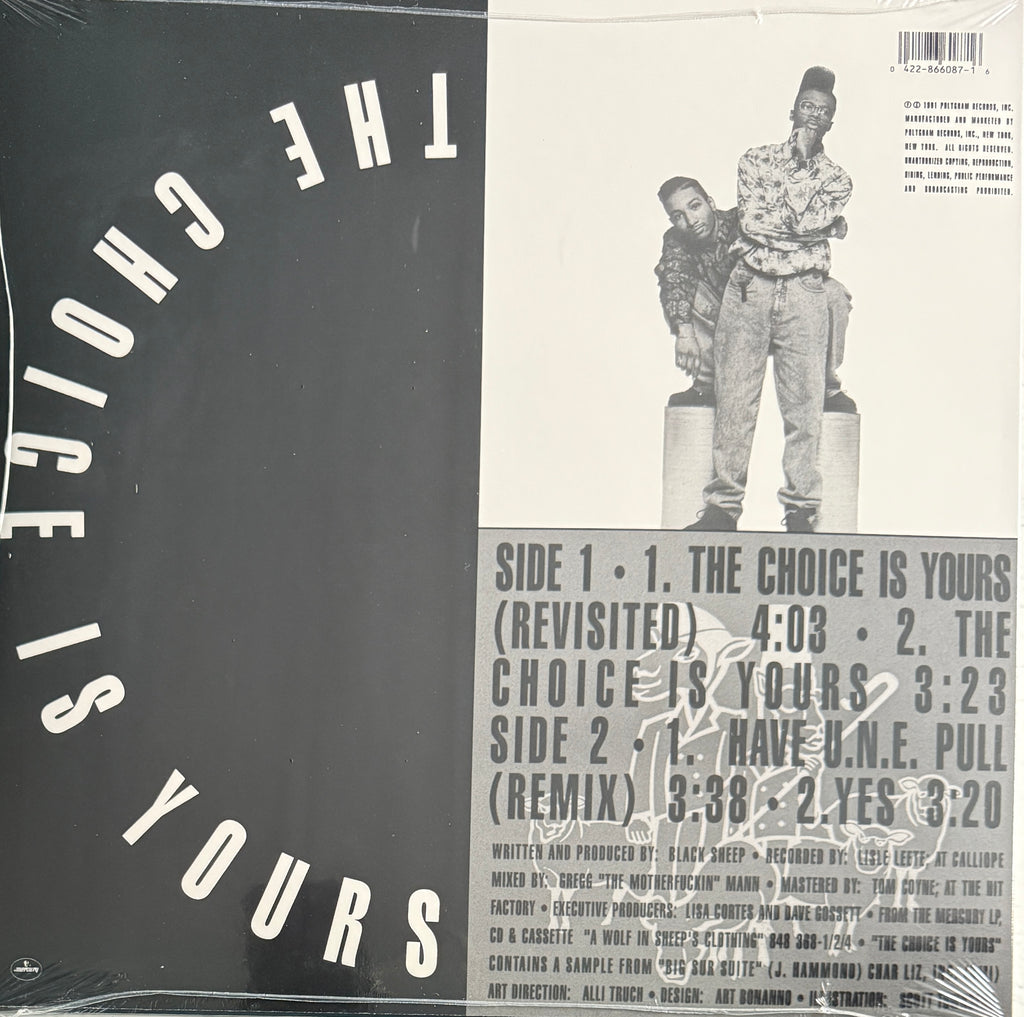 THE CHOICE IS YOURS
0 422-866087-1 6
℗ © 1991 POLYGRAM RECORDS, INC.
MANUFACTURED AND MARKETED BY
POLYGRAM RECORDS, INC., NEW YORK,
NEW YORK. ALL RIGHTS RESERVED.
UNAUTHORIZED COPYING, REPRODUCTION,
HIRING, LENDING, PUBLIC PERFORMANCE
AND BROADCASTING PROHIBITED.
SIDE 1 • 1. THE CHOICE IS YOURS
(REVISITED) 4:03 • 2. THE
CHOICE IS YOURS 3:23
SIDE 2 • 1. HAVE U.N.E. PULL
(REMIX) 3:38 • 2.YES 3:20
WRITTEN AND PRODUCED BY: BLACK SHEEP • RECORDED BY: LISLE LEETE; AT CALLIOPE
MIXED BY: GREGG "THE MOTHERFUCKIN" MANN • MASTERED BY: TOM COYNE; AT THE HIT
FACTORY • EXECUTIVE PRODUCERS: LISA CORTES AND DAVE GOSSETT • FROM THE MERCURY LP,
CD & CASSETTE "A WOLF IN SHEEP'S CLOTHING" 848 368-1/2/4 • "THE CHOICE IS YOURS"
CONTAINS A SAMPLE FROM "BIG SUR SUITE" (J. HAMMOND) CHAR LIZ,
ART DIRECTION: ALLI TRUCH • DESIGN: ART BONANNO • ILLUSTRATION: SCOTT
mercury